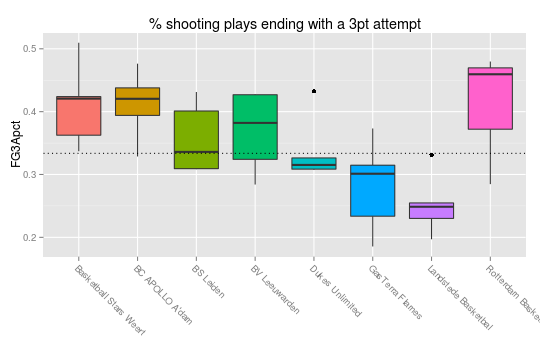 % shooting plays ending with a 3pt attempt
FG3Apct
0.5
0.4
0.3
0.2
Basketball Stars Weert
BC APOLLO A'dam
BS Leiden
BV Leeuwarden
Dukes Unlimited
GasTerra Flames
Landstede Basketbal
Rotterdam Baske